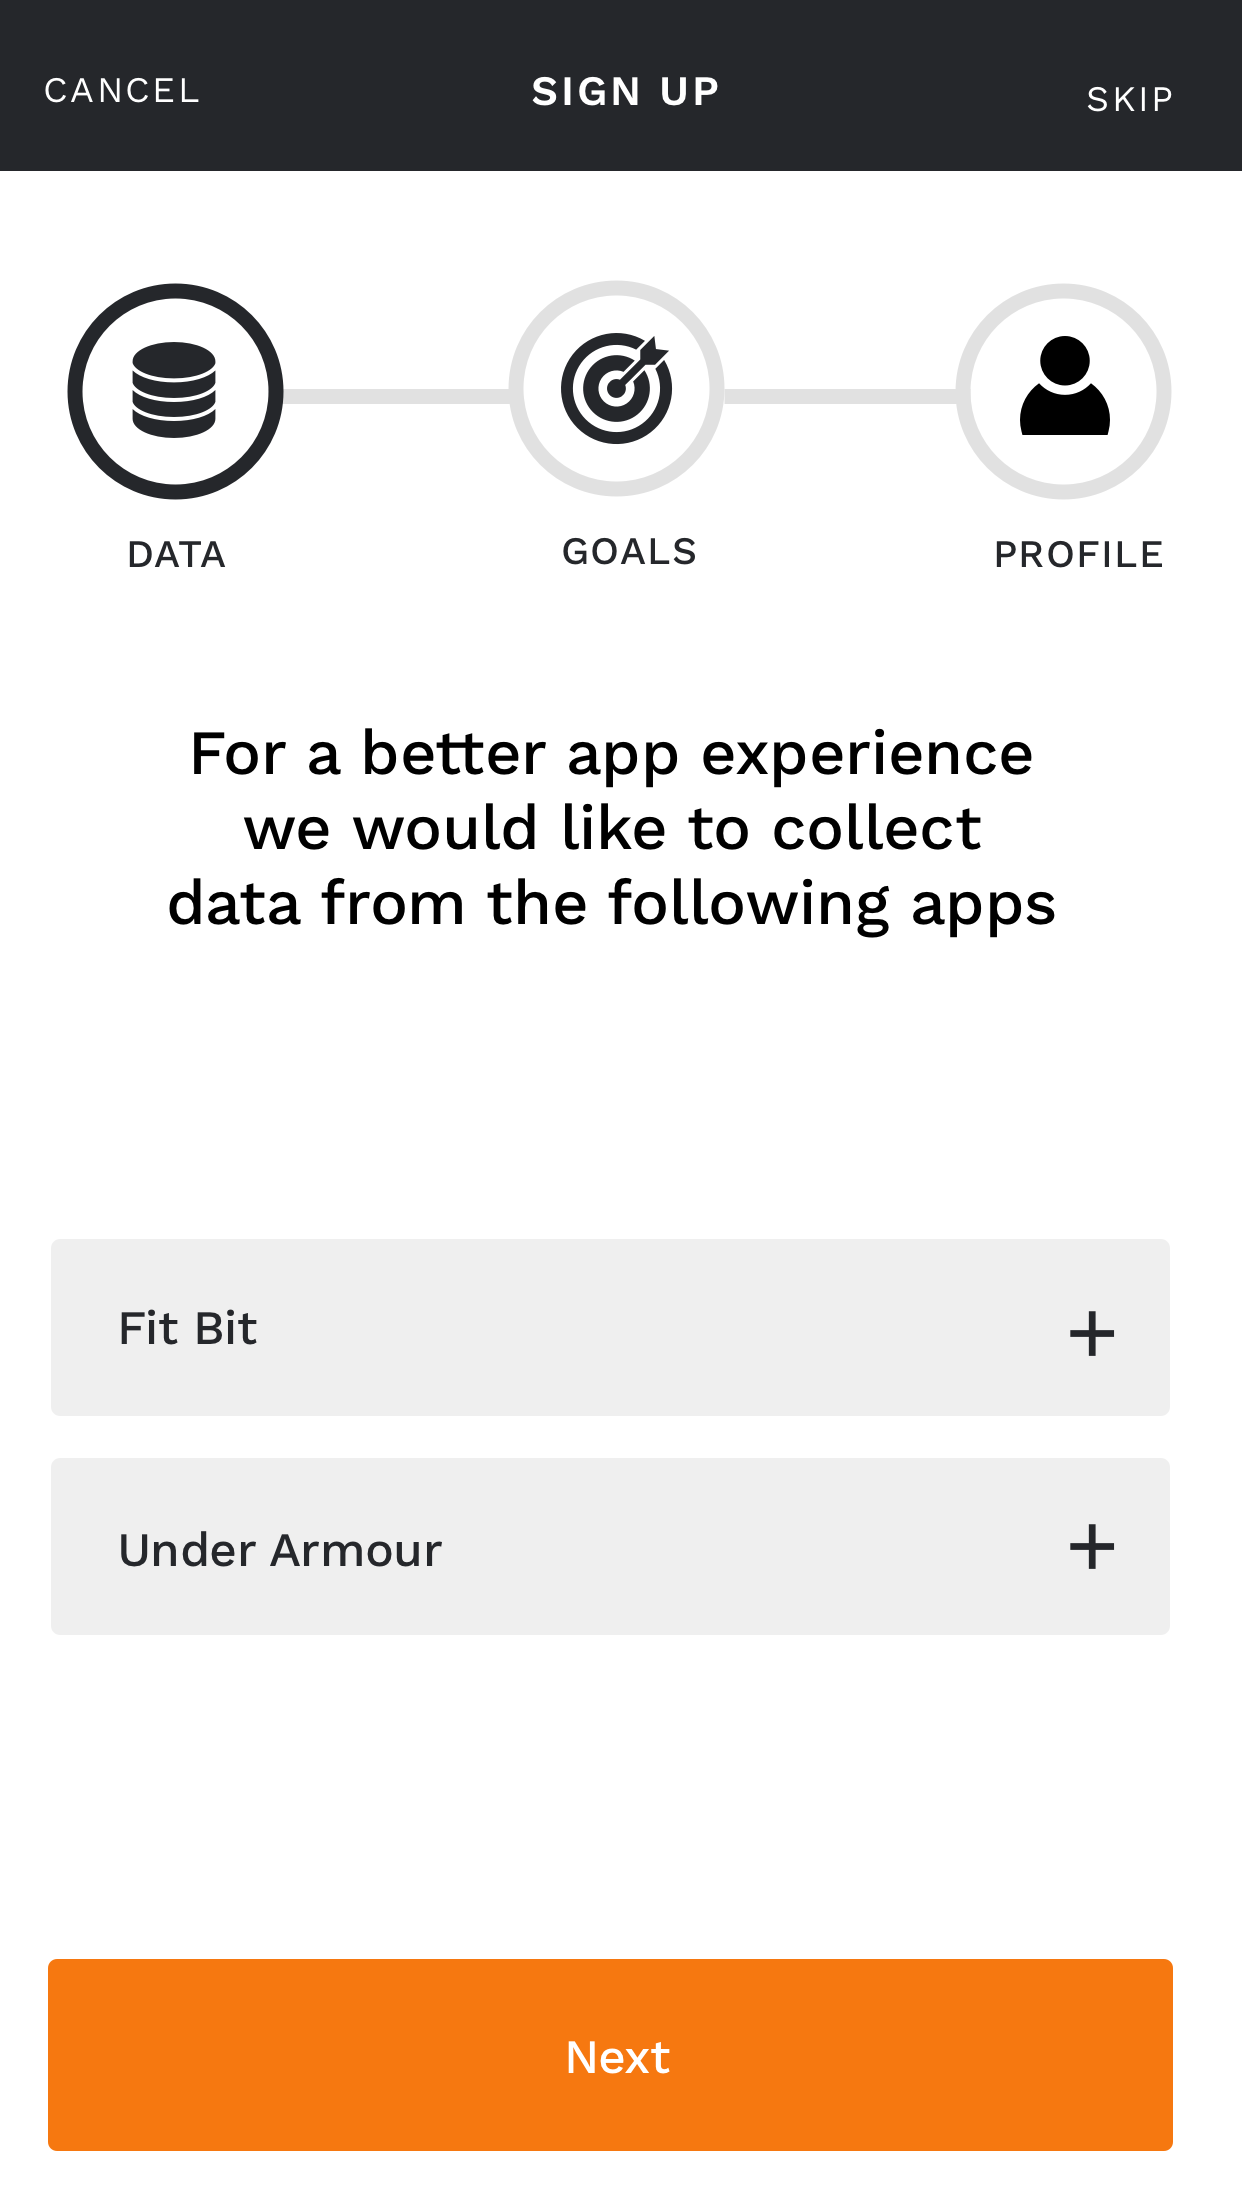 CANCEL
SIGN UP
SKIP
DATA
GOALS
PROFILE
For a better app experience
we would like to collect
data from the following apps
Fit Bit
+
Under Armour
+
Next